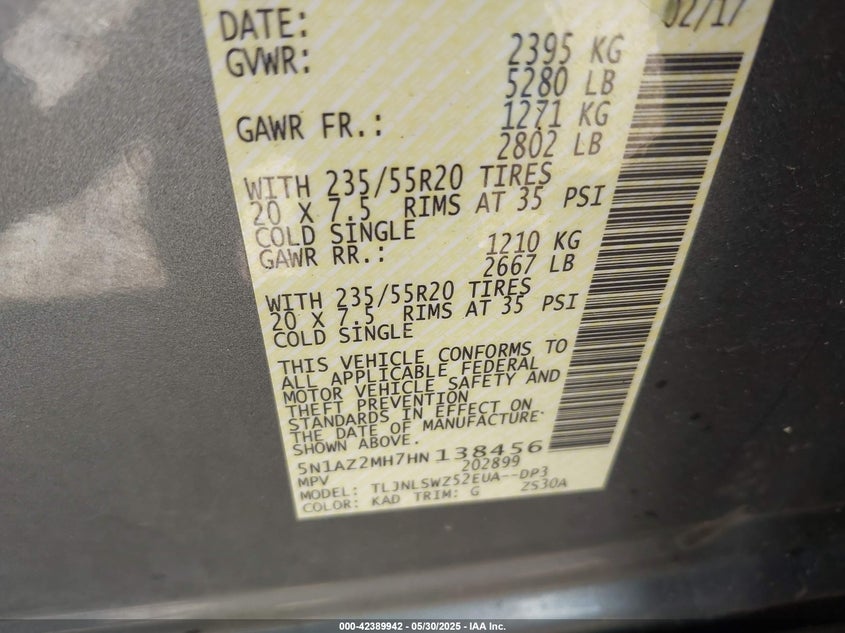 DATE: 02/17
GVWR: 2395 KG
5280 LB
GAWR FR.: 1271 KG
2802 LB
WITH 235/55R20 TIRES
20 X 7.5 RIMS AT 35 PSI
COLD SINGLE
GAWR RR.: 1210 KG
2667 LB
WITH 235/55R20 TIRES
20 X 7.5 RIMS AT 35 PSI
COLD SINGLE
THIS VEHICLE CONFORMS TO
ALL APPLICABLE FEDERAL
MOTOR VEHICLE SAFETY AND
THEFT PREVENTION
STANDARDS IN EFFECT ON
THE DATE OF MANUFACTURE
SHOWN ABOVE.
5N1AZ2MH7HN138456
MPV 202899
MODEL: TLJNLSWZ52EUA--DP3
COLOR: KAD TRIM: G ZS30A
000-42389942 - 05/30/2025 - IAA Inc.